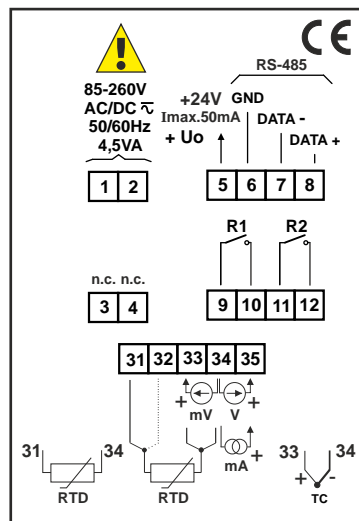 CE
RS-485
85-260V
AC/DC
50/60Hz
4,5VA
+24V GND
Imax.50mA
+ Uo
DATA -
DATA +
1 2
5 6 7 8
R1 R2
n.c. n.c.
3 4
9 10 11 12
31 32 33 34 35
+ mV V +
mA +
31 34
RTD
RTD
33 34
+ -
TC